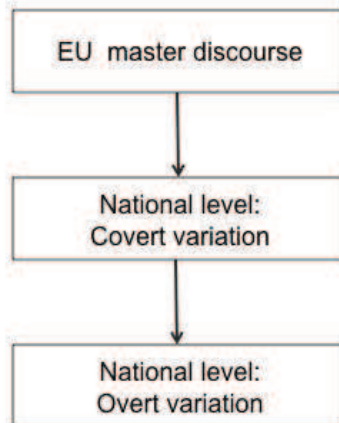 EU master discourse
National level:
Covert variation
National level:
Overt variation